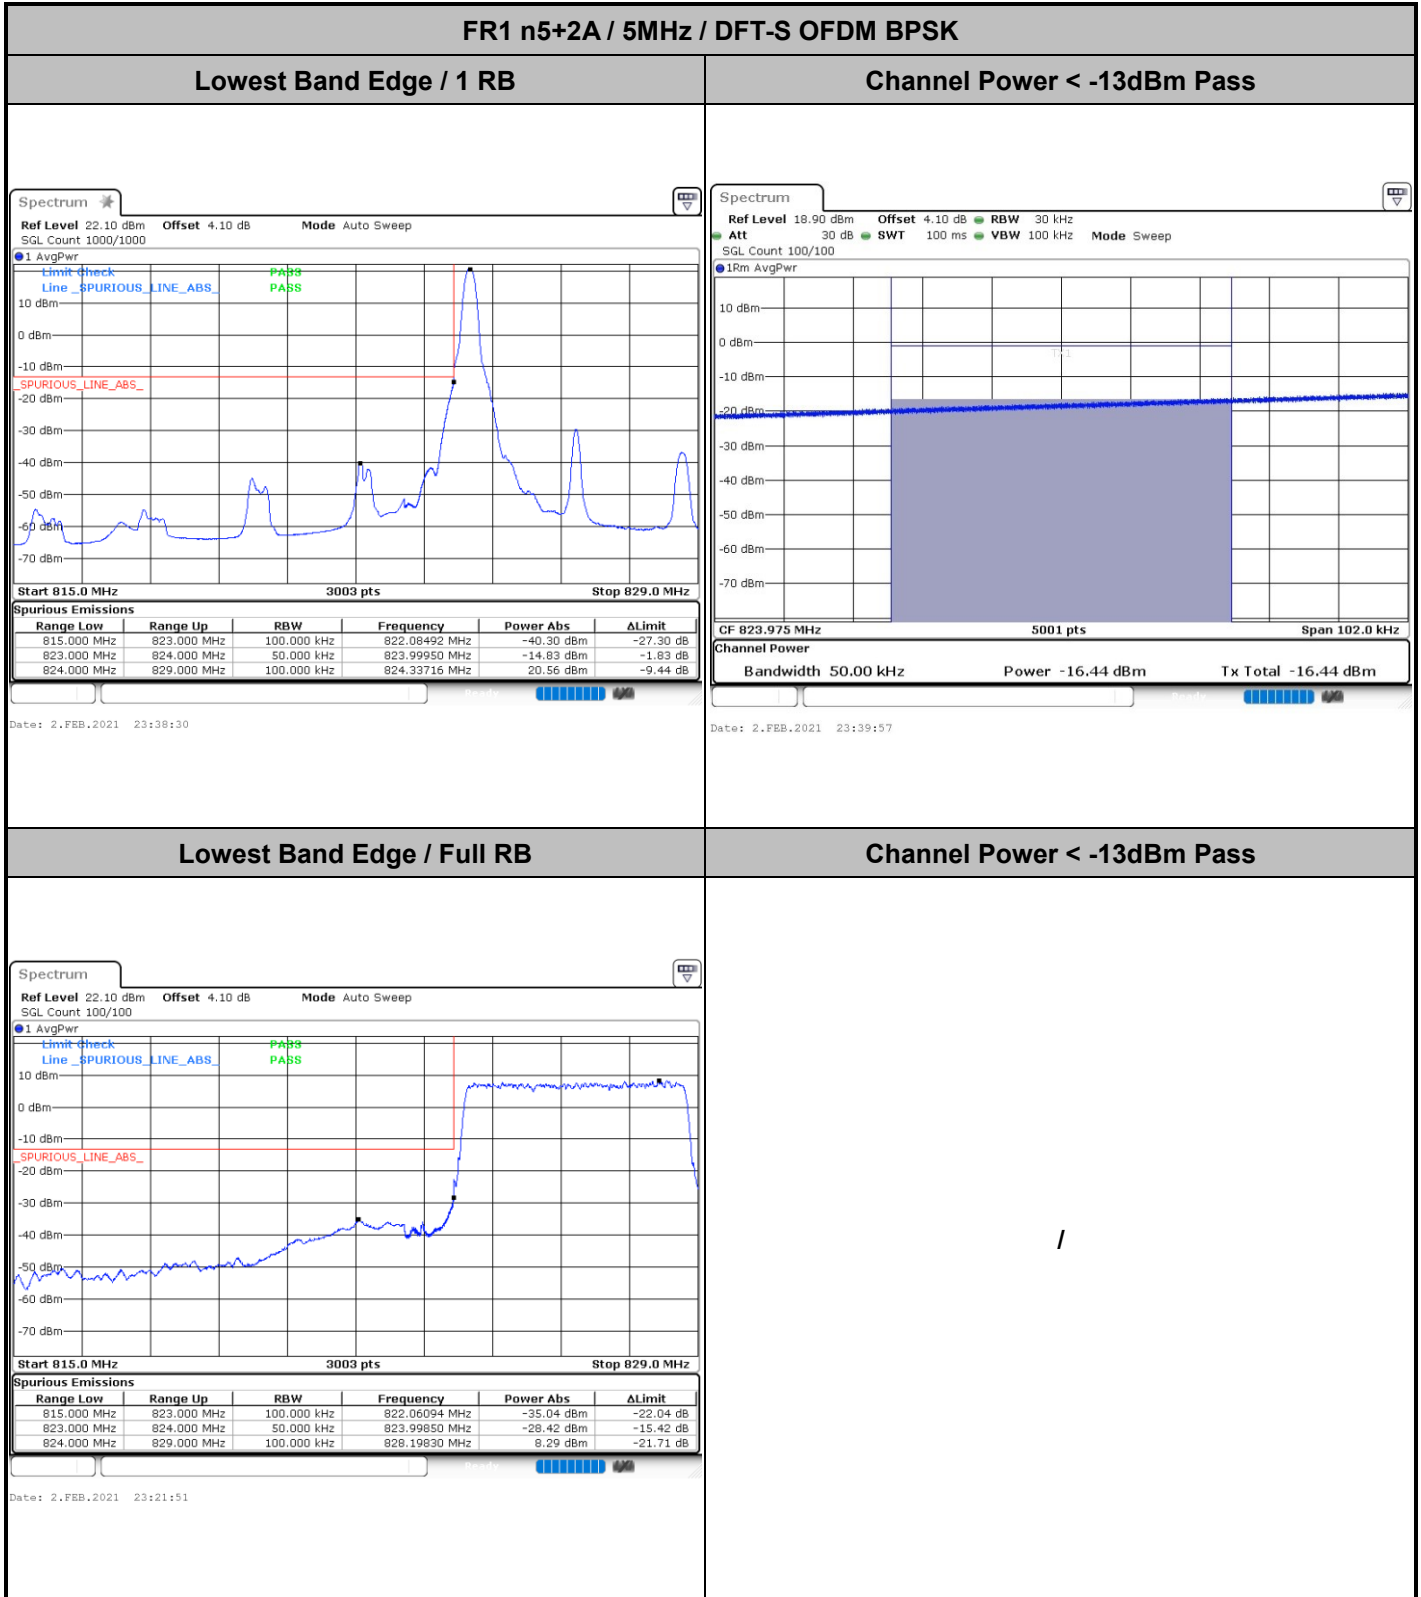 FR1 n5+2A / 5MHz / DFT-S OFDM BPSK
Lowest Band Edge / 1 RB
Channel Power < -13dBm Pass
Spectrum
Ref Level 22.10 dBm Offset 4.10 dB Mode Auto Sweep
SGL Count 1000/1000
1 AvgPwr
Limit Check PASS
Line _SPURIOUS_LINE_ABS_ PASS
10 dBm
0 dBm
-10 dBm
_SPURIOUS_LINE_ABS_
-20 dBm
-30 dBm
-40 dBm
-50 dBm
-60 dBm
-70 dBm
Start 815.0 MHz 3003 pts Stop 829.0 MHz
Spurious Emissions
Range Low Range Up RBW Frequency Power Abs ΔLimit
815.000 MHz 823.000 MHz 100.000 kHz 822.08492 MHz -40.30 dBm -27.30 dB
823.000 MHz 824.000 MHz 50.000 kHz 823.99950 MHz -14.83 dBm -1.83 dB
824.000 MHz 829.000 MHz 100.000 kHz 824.33716 MHz 20.56 dBm -9.44 dB
Ready
Date: 2.FEB.2021 23:38:30
Spectrum
Ref Level 18.90 dBm Offset 4.10 dB RBW 30 kHz
Att 30 dB SWT 100 ms VBW 100 kHz Mode Sweep
SGL Count 100/100
1Rm AvgPwr
10 dBm
0 dBm
TX1
-10 dBm
-20 dBm
-30 dBm
-40 dBm
-50 dBm
-60 dBm
-70 dBm
CF 823.975 MHz 5001 pts Span 102.0 kHz
Channel Power
Bandwidth 50.00 kHz Power -16.44 dBm Tx Total -16.44 dBm
Ready
Date: 2.FEB.2021 23:39:57
Lowest Band Edge / Full RB
Channel Power < -13dBm Pass
Spectrum
Ref Level 22.10 dBm Offset 4.10 dB Mode Auto Sweep
SGL Count 100/100
1 AvgPwr
Limit Check PASS
Line _SPURIOUS_LINE_ABS_ PASS
10 dBm
0 dBm
-10 dBm
_SPURIOUS_LINE_ABS_
-20 dBm
-30 dBm
-40 dBm
-50 dBm
-60 dBm
-70 dBm
Start 815.0 MHz 3003 pts Stop 829.0 MHz
Spurious Emissions
Range Low Range Up RBW Frequency Power Abs ΔLimit
815.000 MHz 823.000 MHz 100.000 kHz 822.06094 MHz -35.04 dBm -22.04 dB
823.000 MHz 824.000 MHz 50.000 kHz 823.99850 MHz -28.42 dBm -15.42 dB
824.000 MHz 829.000 MHz 100.000 kHz 828.19830 MHz 8.29 dBm -21.71 dB
Ready
Date: 2.FEB.2021 23:21:51
/